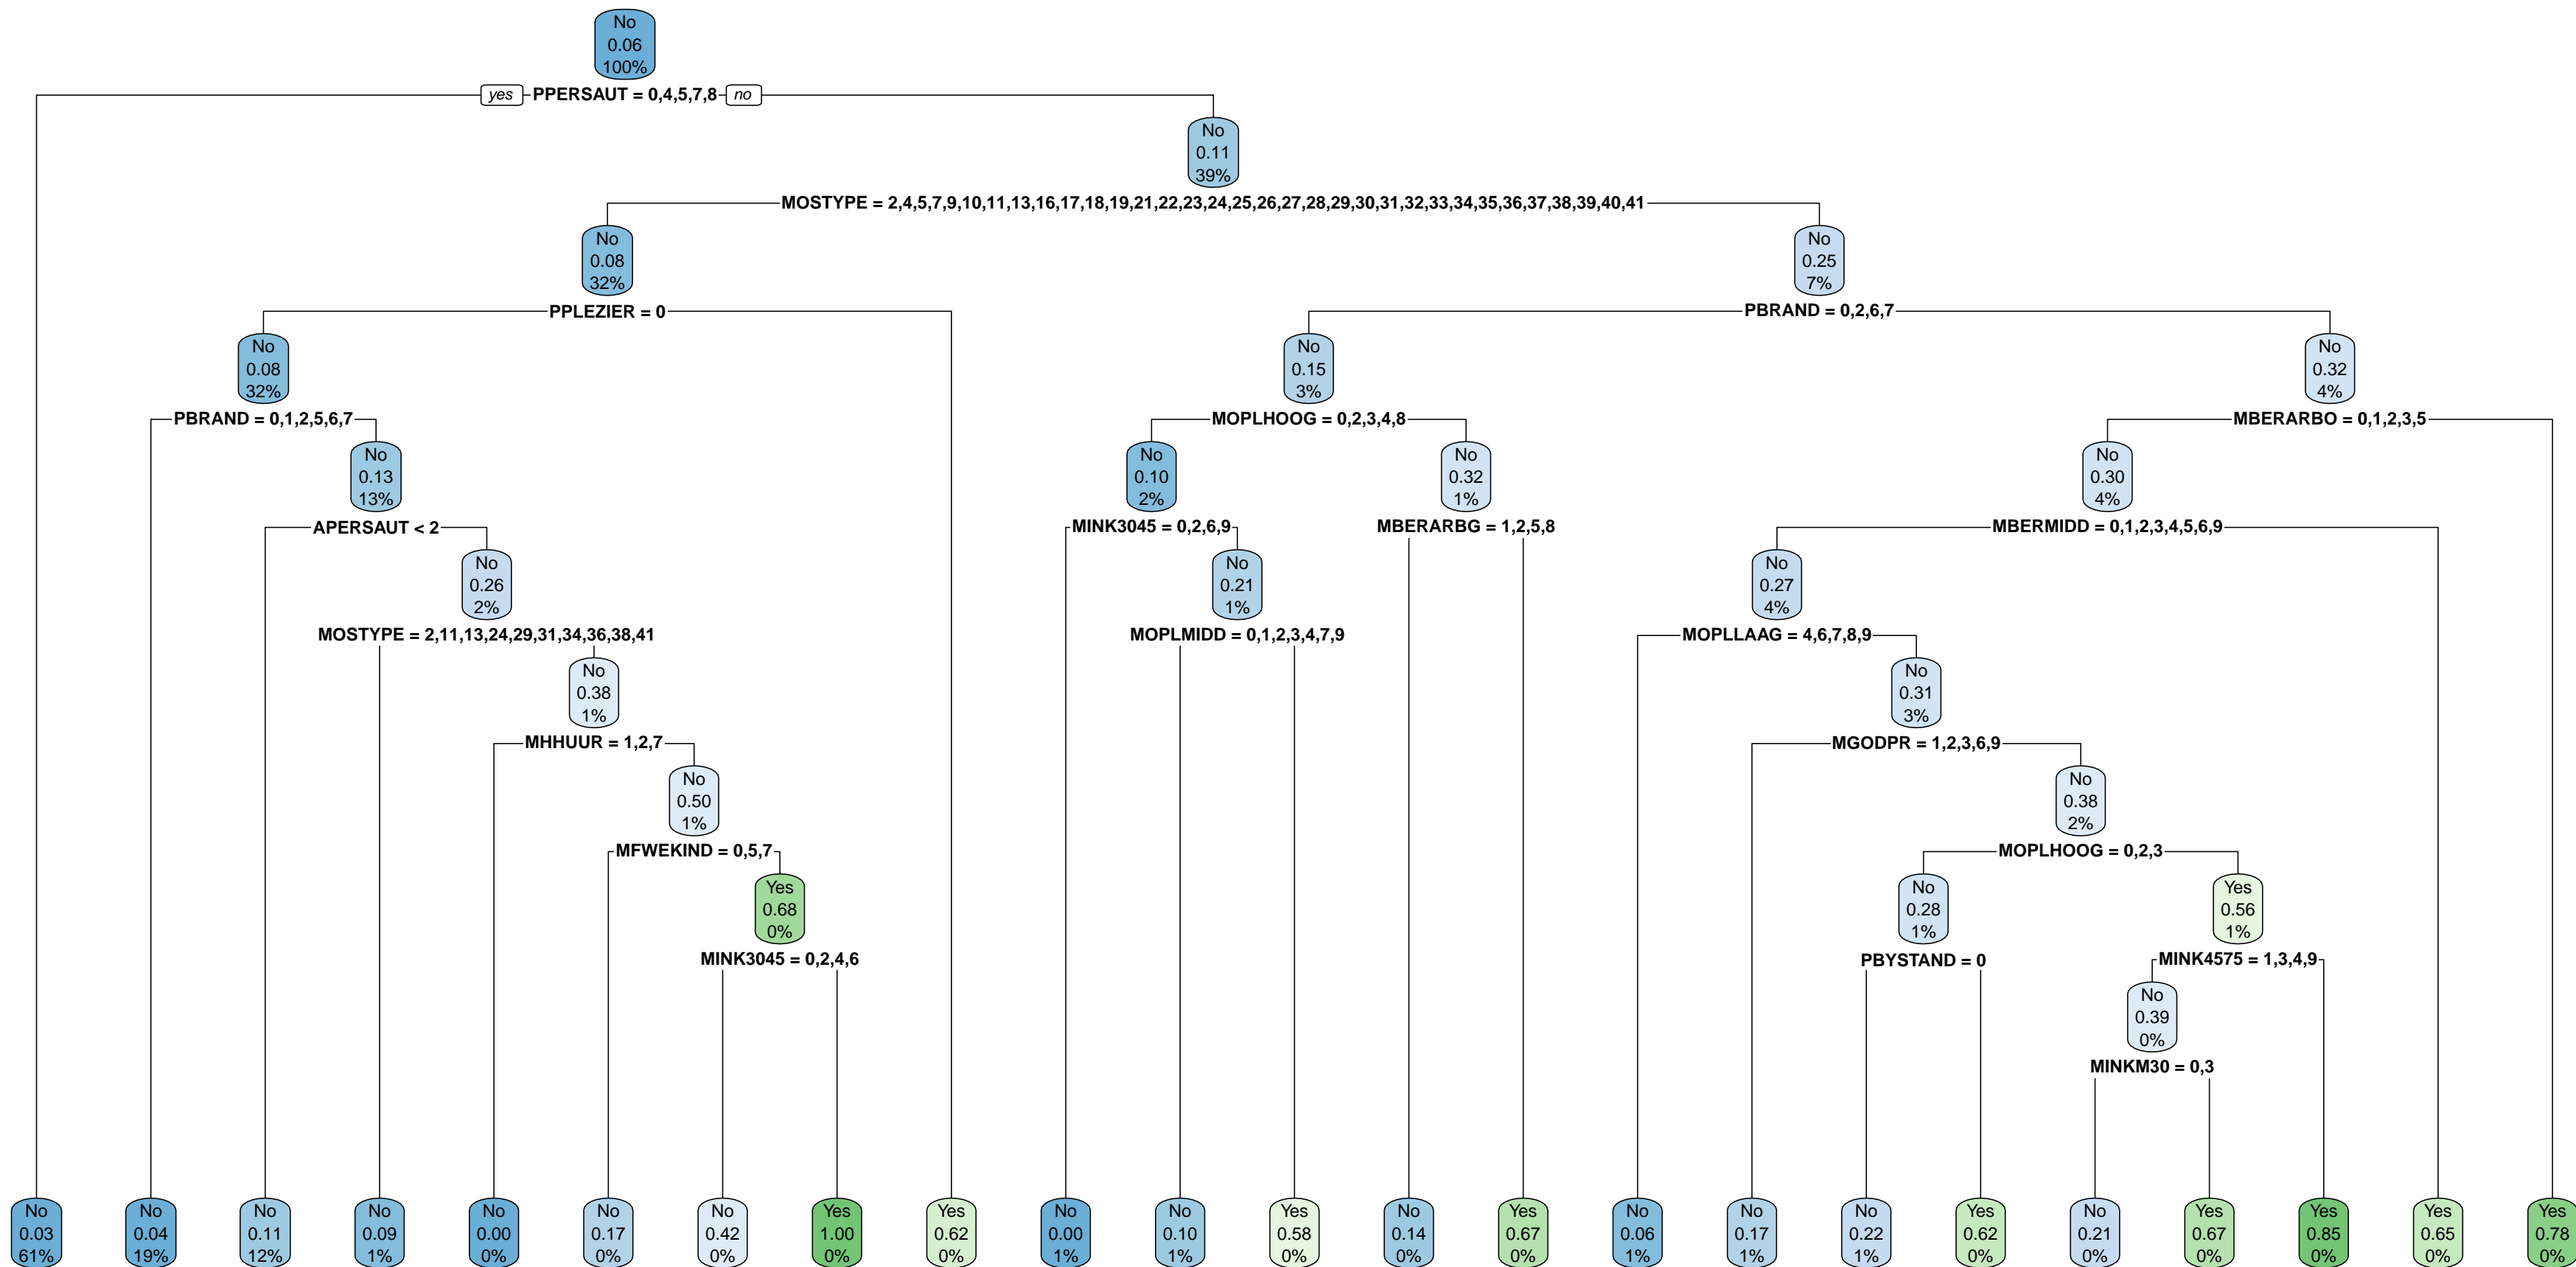 No
0.06
100%
yes PPERSAUT = 0,4,5,7,8 no
No
0.11
39%
MOSTYPE = 2,4,5,7,9,10,11,13,16,17,18,19,21,22,23,24,25,26,27,28,29,30,31,32,33,34,35,36,37,38,39,40,41
No
0.08
32%
No
0.25
7%
PPLEZIER = 0
PBRAND = 0,2,6,7
No
0.08
32%
No
0.15
3%
No
0.32
4%
PBRAND = 0,1,2,5,6,7
MOPLHOOG = 0,2,3,4,8
MBERARBO = 0,1,2,3,5
No
0.13
13%
No
0.10
2%
No
0.32
1%
No
0.30
4%
APERSAUT < 2
MINK3045 = 0,2,6,9
MBERARBG = 1,2,5,8
MBERMIDD = 0,1,2,3,4,5,6,9
No
0.26
2%
No
0.21
1%
No
0.27
4%
MOSTYPE = 2,11,13,24,29,31,34,36,38,41
MOPLMIDD = 0,1,2,3,4,7,9
MOPLLAAG = 4,6,7,8,9
No
0.38
1%
No
0.31
3%
MHHUUR = 1,2,7
MGODPR = 1,2,3,6,9
No
0.50
1%
No
0.38
2%
MFWEKIND = 0,5,7
MOPLHOOG = 0,2,3
Yes
0.68
0%
No
0.28
1%
Yes
0.56
1%
MINK3045 = 0,2,4,6
PBYSTAND = 0
MINK4575 = 1,3,4,9
No
0.39
0%
MINKM30 = 0,3
No
0.03
61%
No
0.04
19%
No
0.11
12%
No
0.09
1%
No
0.00
0%
No
0.17
0%
No
0.42
0%
Yes
1.00
0%
Yes
0.62
0%
No
0.00
1%
No
0.10
1%
Yes
0.58
0%
No
0.14
0%
Yes
0.67
0%
No
0.06
1%
No
0.17
1%
No
0.22
1%
Yes
0.62
0%
No
0.21
0%
Yes
0.67
0%
Yes
0.85
0%
Yes
0.65
0%
Yes
0.78
0%